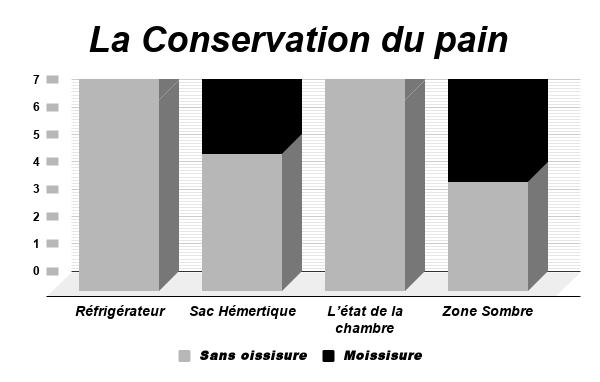 La Conservation du pain
7
6
5
4
3
2
1
0
Réfrigérateur Sac Hémertique L'état de la chambre Zone Sombre
Sans oissisure Moissisure